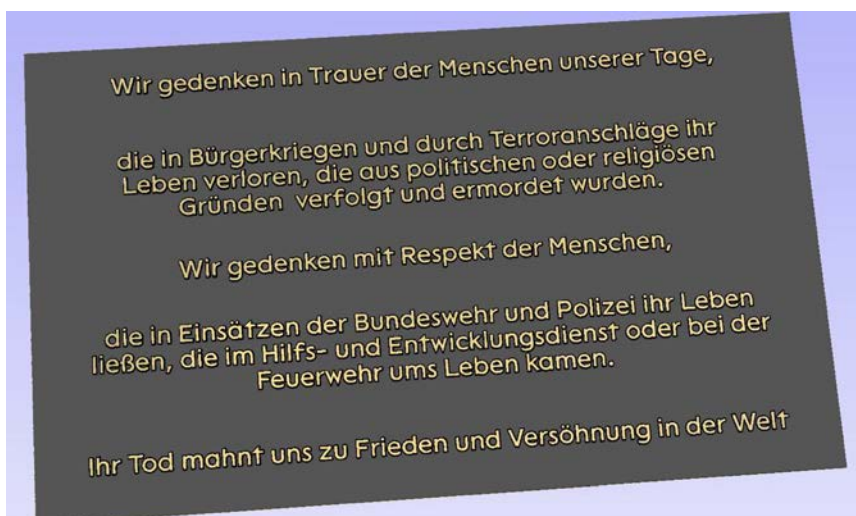 Wir gedenken in Trauer der Menschen unserer Tage,
die in Bürgerkriegen und durch Terroranschläge ihr
Leben verloren, die aus politischen oder religiösen
Gründen verfolgt und ermordet wurden.
Wir gedenken mit Respekt der Menschen,
die in Einsätzen der Bundeswehr und Polizei ihr Leben
ließen, die im Hilfs- und Entwicklungsdienst oder bei der
Feuerwehr ums Leben kamen.
Ihr Tod mahnt uns zu Frieden und Versöhnung in der Welt